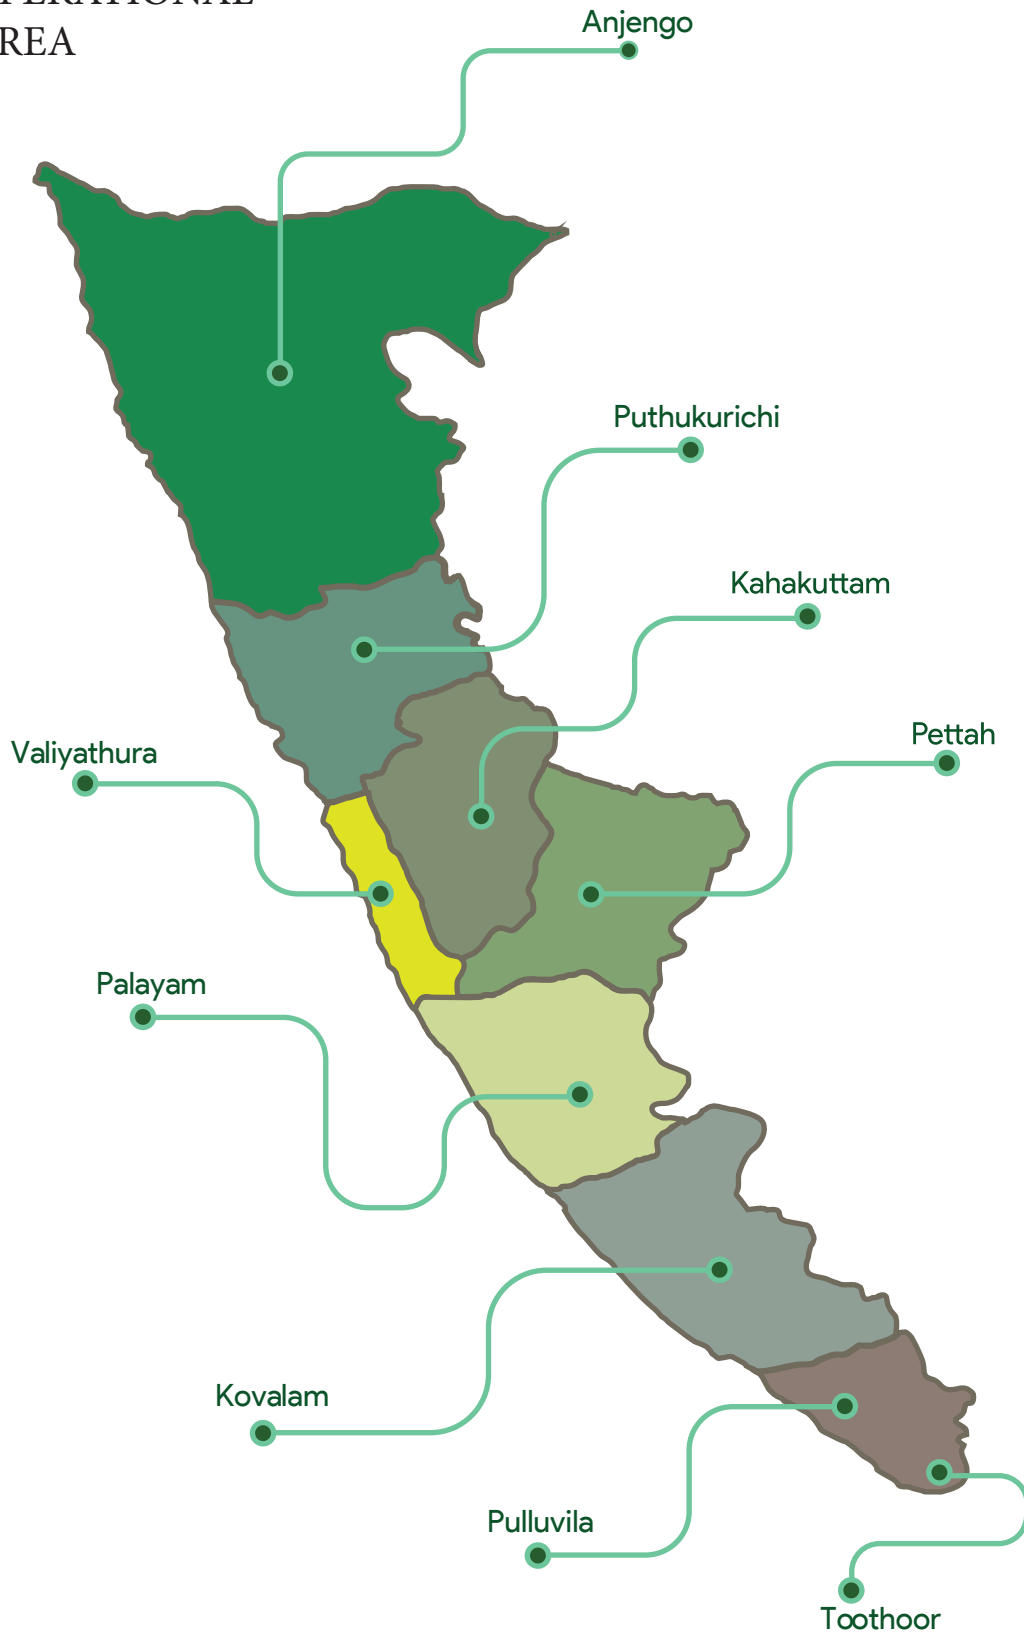 REA
Anjengo
Puthukurichi
Kahakuttam
Pettah
Valiyathura
Palayam
Kovalam
Pulluvila
Toothoor